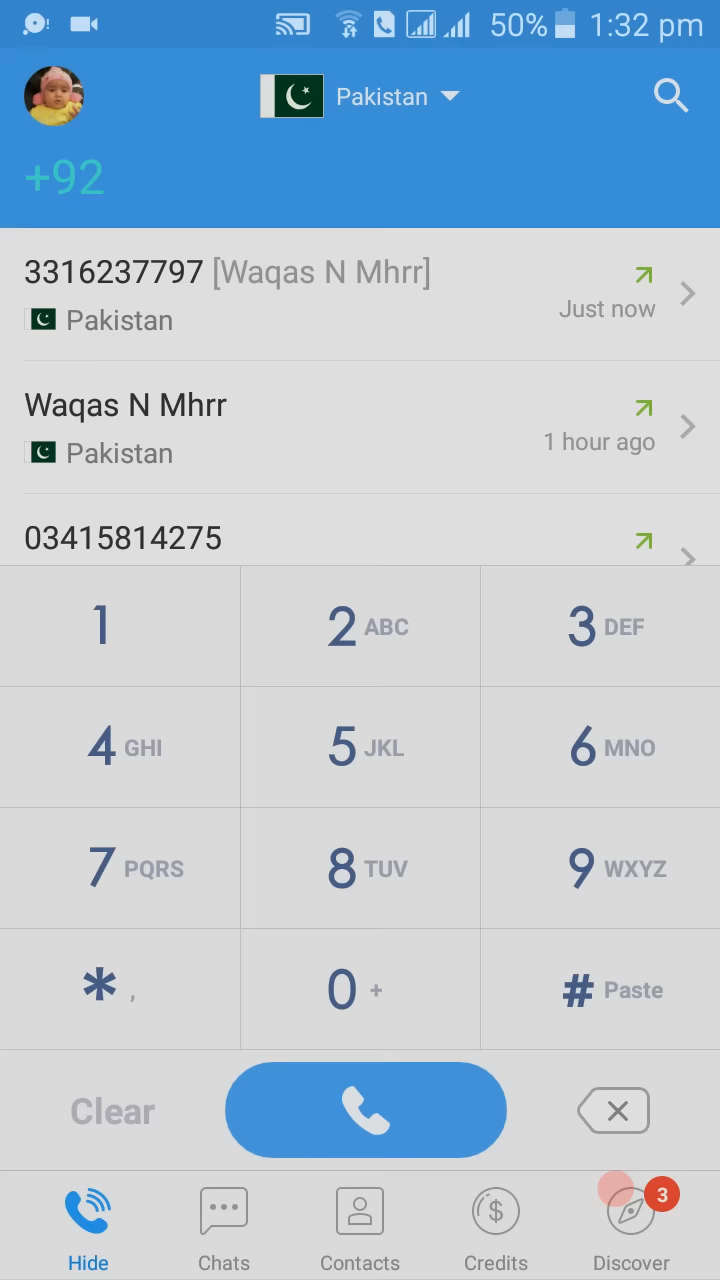 50% 1:32 pm
Pakistan
+92
3316237797 [Waqas N Mhrr]
Pakistan
Just now
Waqas N Mhrr
Pakistan
1 hour ago
03415814275
1 2 ABC 3 DEF
4 GHI 5 JKL 6 MNO
7 PQRS 8 TUV 9 WXYZ
* , 0 + # Paste
Clear
3
Hide Chats Contacts Credits Discover